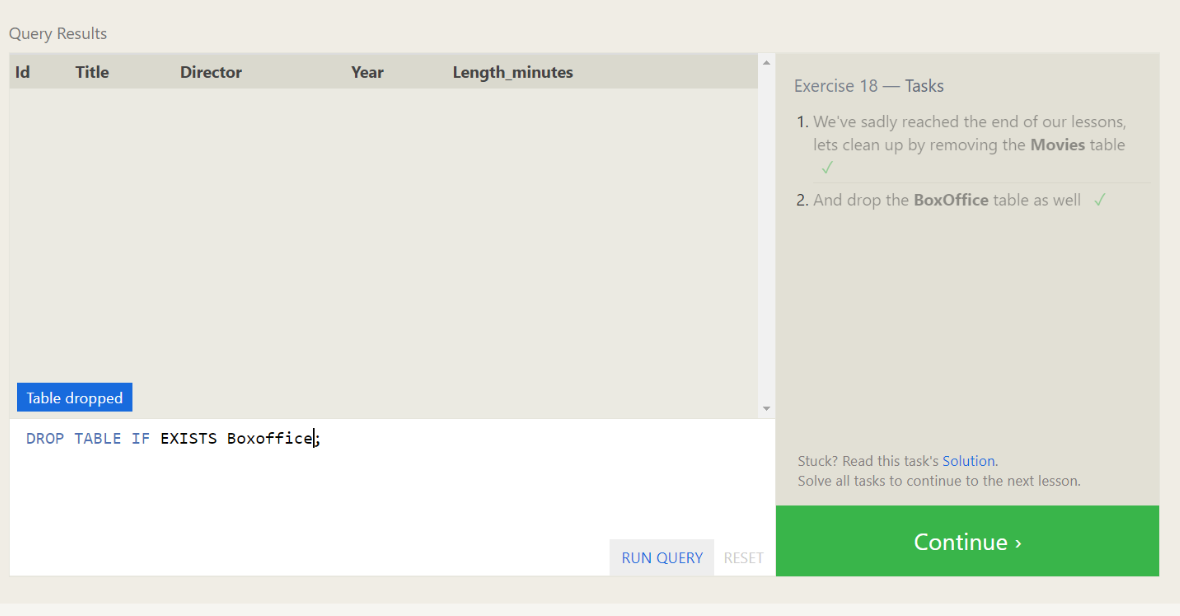 Query Results
Id Title Director Year Length_minutes
Table dropped
DROP TABLE IF EXISTS Boxoffice;
RUN QUERY RESET
Exercise 18 — Tasks
1. We've sadly reached the end of our lessons,
lets clean up by removing the Movies table
✓
2. And drop the BoxOffice table as well ✓
Stuck? Read this task's Solution.
Solve all tasks to continue to the next lesson.
Continue ›